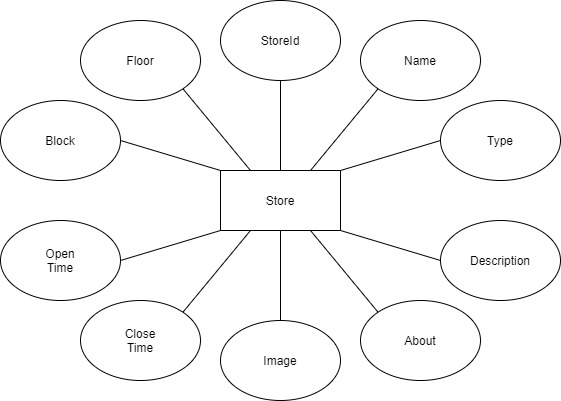 StoreId
Floor
Name
Block
Type
Store
Open
Time
Description
Close
Time
About
Image